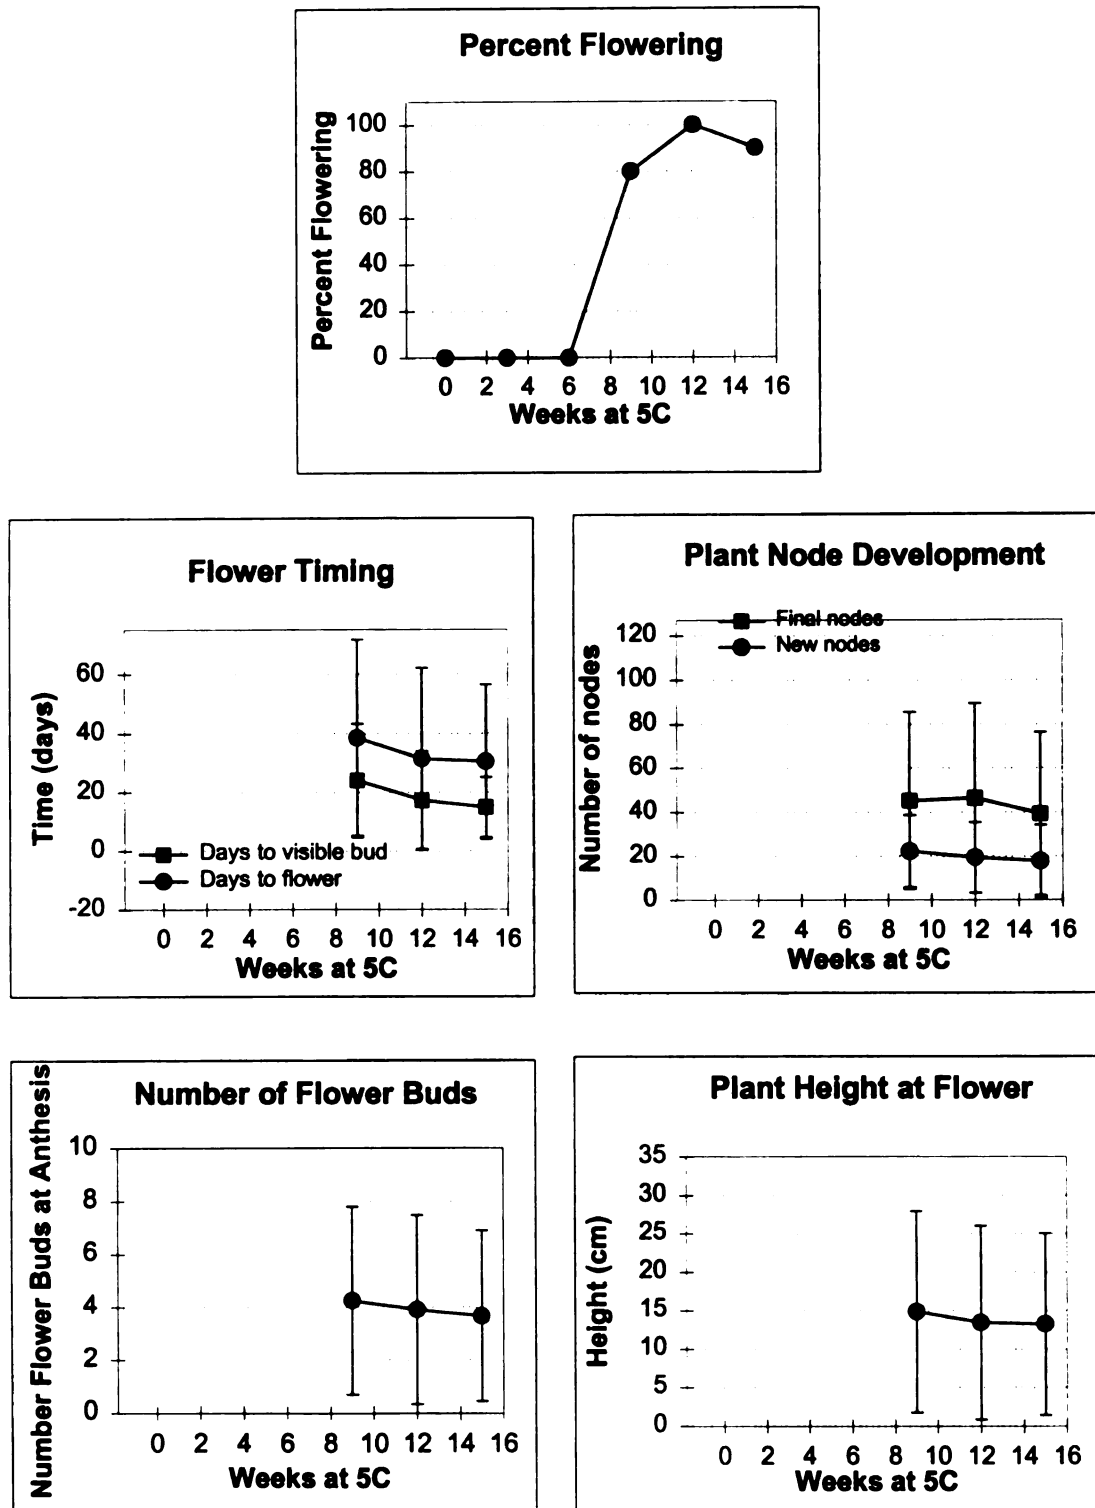 Percent Flowering
Percent Flowering
100
80
60
40
20
0
0 2 4 6 8 10 12 14 16
Weeks at 5C
Flower Timing
Time (days)
60
40
20
0
-20
Days to visible bud
Days to flower
0 2 4 6 8 10 12 14 16
Weeks at 5C
Plant Node Development
Number of nodes
Final nodes
New nodes
120
100
80
60
40
20
0
0 2 4 6 8 10 12 14 16
Weeks at 5C
Number of Flower Buds
Number Flower Buds at Anthesis
10
8
6
4
2
0
0 2 4 6 8 10 12 14 16
Weeks at 5C
Plant Height at Flower
Height (cm)
35
30
25
20
15
10
5
0
0 2 4 6 8 10 12 14 16
Weeks at 5C